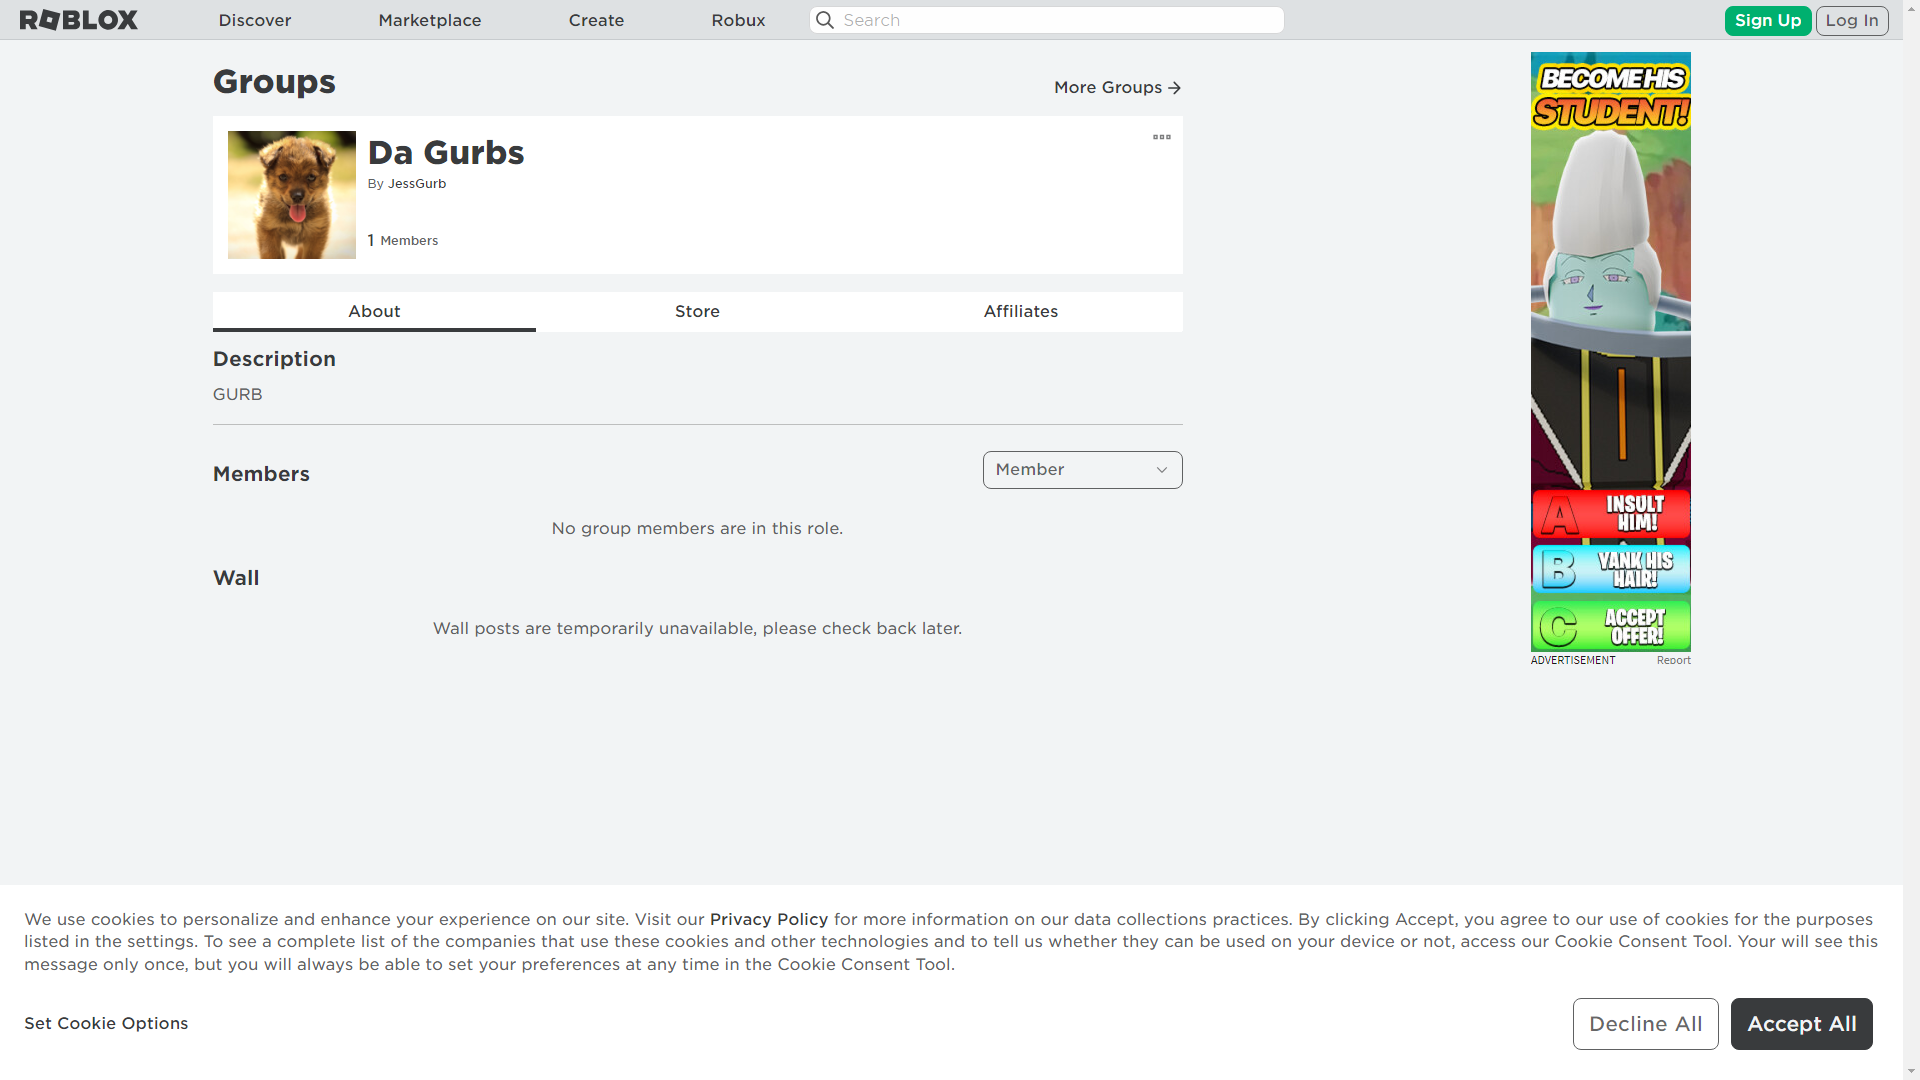 ROBLOX
Discover
Marketplace
Create
Robux
Search
Sign Up
Log In
Groups
More Groups
Da Gurbs
By JessGurb
1 Members
About
Store
Affiliates
Description
GURB
Members
Member
No group members are in this role.
Wall
Wall posts are temporarily unavailable, please check back later.
BECOME HIS
STUDENT!
A INSULT
HIM!
B YANK HIS
HAIR!
C ACCEPT
OFFER!
ADVERTISEMENT
Report
We use cookies to personalize and enhance your experience on our site. Visit our Privacy Policy for more information on our data collections practices. By clicking Accept, you agree to our use of cookies for the purposes
listed in the settings. To see a complete list of the companies that use these cookies and other technologies and to tell us whether they can be used on your device or not, access our Cookie Consent Tool. Your will see this
message only once, but you will always be able to set your preferences at any time in the Cookie Consent Tool.
Set Cookie Options
Decline All
Accept All